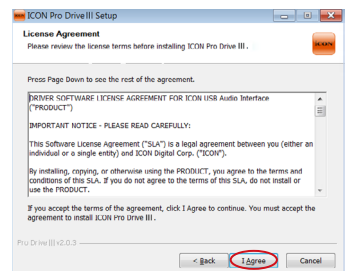 ICON Pro Drive III Setup
License Agreement
Please review the license terms before installing ICON Pro Drive III.
ICON
Press Page Down to see the rest of the agreement.
DRIVER SOFTWARE LICENSE AGREEMENT FOR ICON USB Audio Interface
("PRODUCT")
IMPORTANT NOTICE - PLEASE READ CAREFULLY:
This Software License Agreement ("SLA") is a legal agreement between you (either an
individual or a single entity) and ICON Digital Corp. ("ICON").
By installing, copying, or otherwise using the PRODUCT, you agree to the terms and
conditions of this SLA. If you do not agree to the terms of this SLA, do not install or
use the PRODUCT.
If you accept the terms of the agreement, click I Agree to continue. You must accept the
agreement to install ICON Pro Drive III.
Pro Drive III v2.0.3
< Back I Agree Cancel